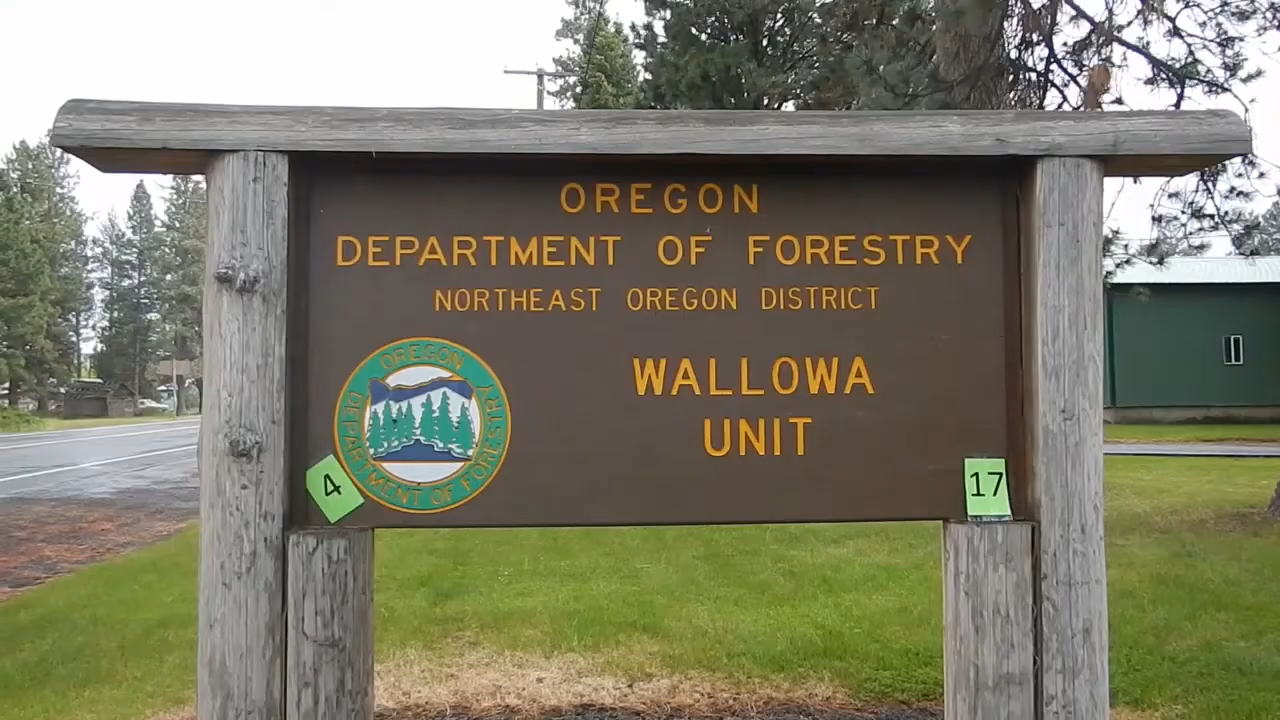 OREGON
DEPARTMENT OF FORESTRY
NORTHEAST OREGON DISTRICT
WALLOWA
UNIT
OREGON
DEPARTMENT OF FORESTRY
4
17